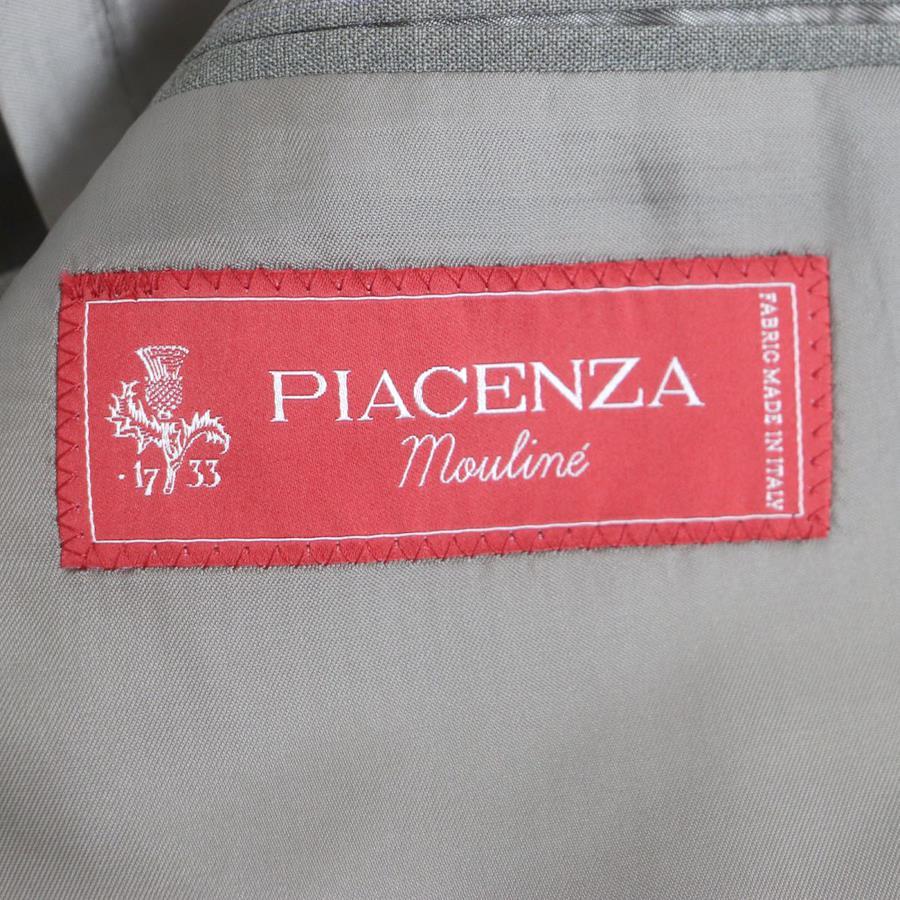 PIACENZA
Mouliné
·17 33
FABRIC MADE IN ITALY